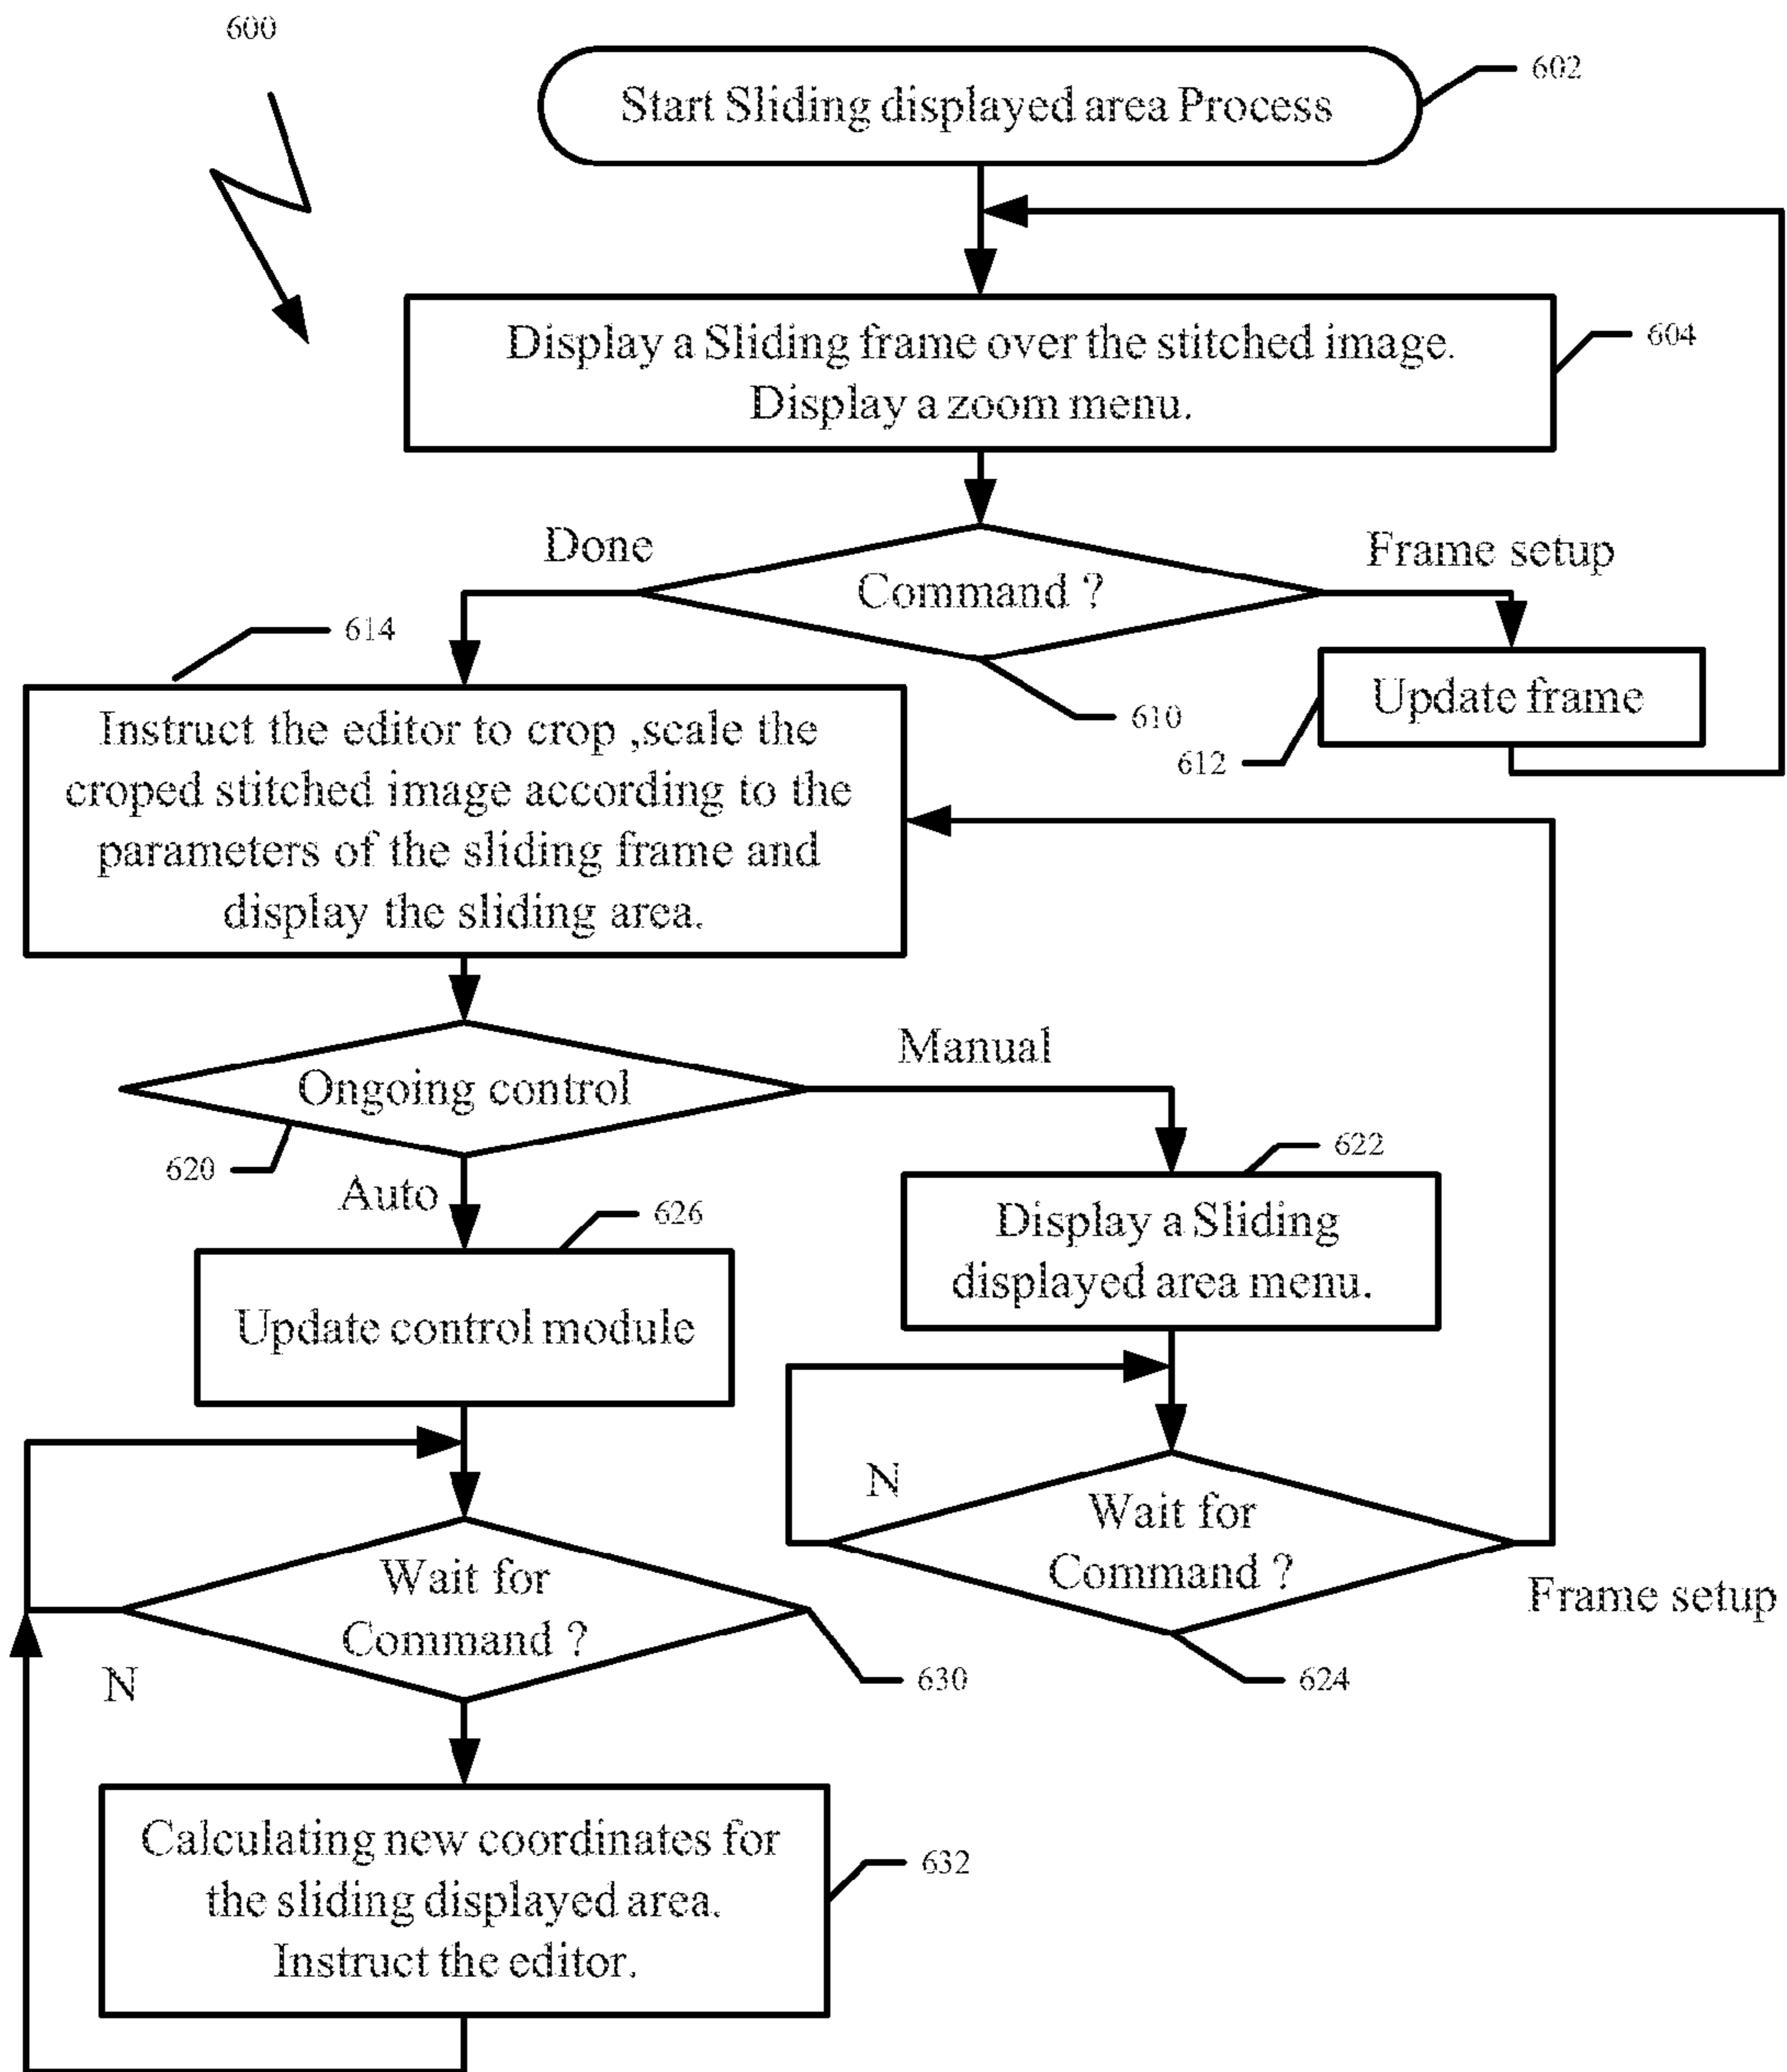 600
Start Sliding displayed area Process
602
Display a Sliding frame over the stitched image.
Display a zoom menu.
604
Done
Frame setup
Command ?
610
614
Update frame
612
Instruct the editor to crop ,scale the
croped stitched image according to the
parameters of the sliding frame and
display the sliding area.
Manual
Ongoing control
620
Auto
622
Display a Sliding
displayed area menu.
626
Update control module
N
Wait for
Command ?
Frame setup
624
Wait for
Command ?
N
630
Calculating new coordinates for
the sliding displayed area.
Instruct the editor.
632